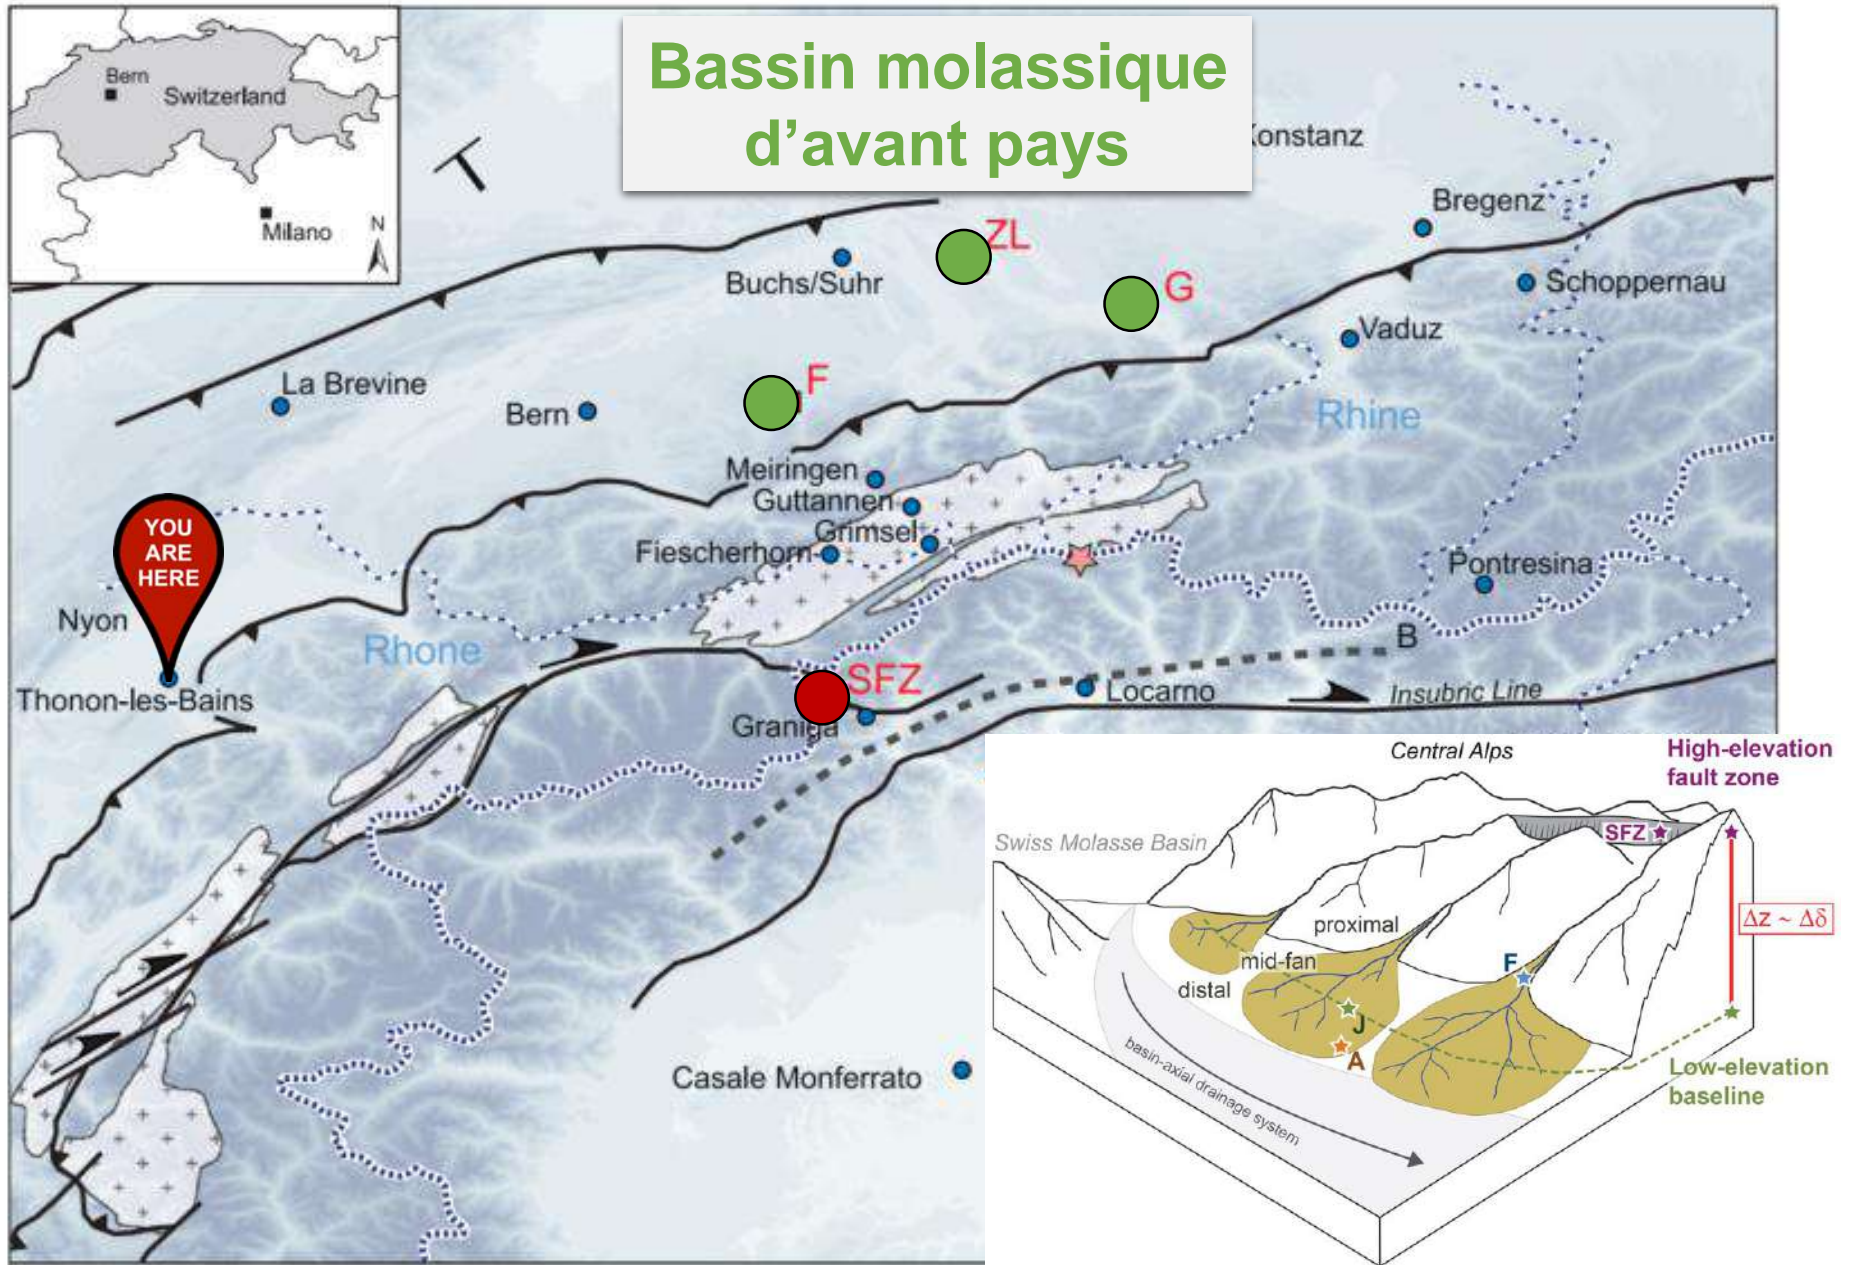 Bern
Switzerland
Milano
N
Bassin molassique
d’avant pays
Konstanz
Bregenz
ZL
Buchs/Suhr
G
Schoppernau
Vaduz
La Brevine
F
Bern
Rhine
Meiringen
Guttannen
Grimsel
Fiescherhorn
YOU
ARE
HERE
Pontresina
Nyon
Rhone
B
SFZ
Thonon-les-Bains
Locarno
Insubric Line
Graniga
Casale Monferrato
Central Alps
High-elevation
fault zone
Swiss Molasse Basin
SFZ
Δz ~ Δδ
proximal
mid-fan
F
distal
J
A
basin-axial drainage system
Low-elevation
baseline